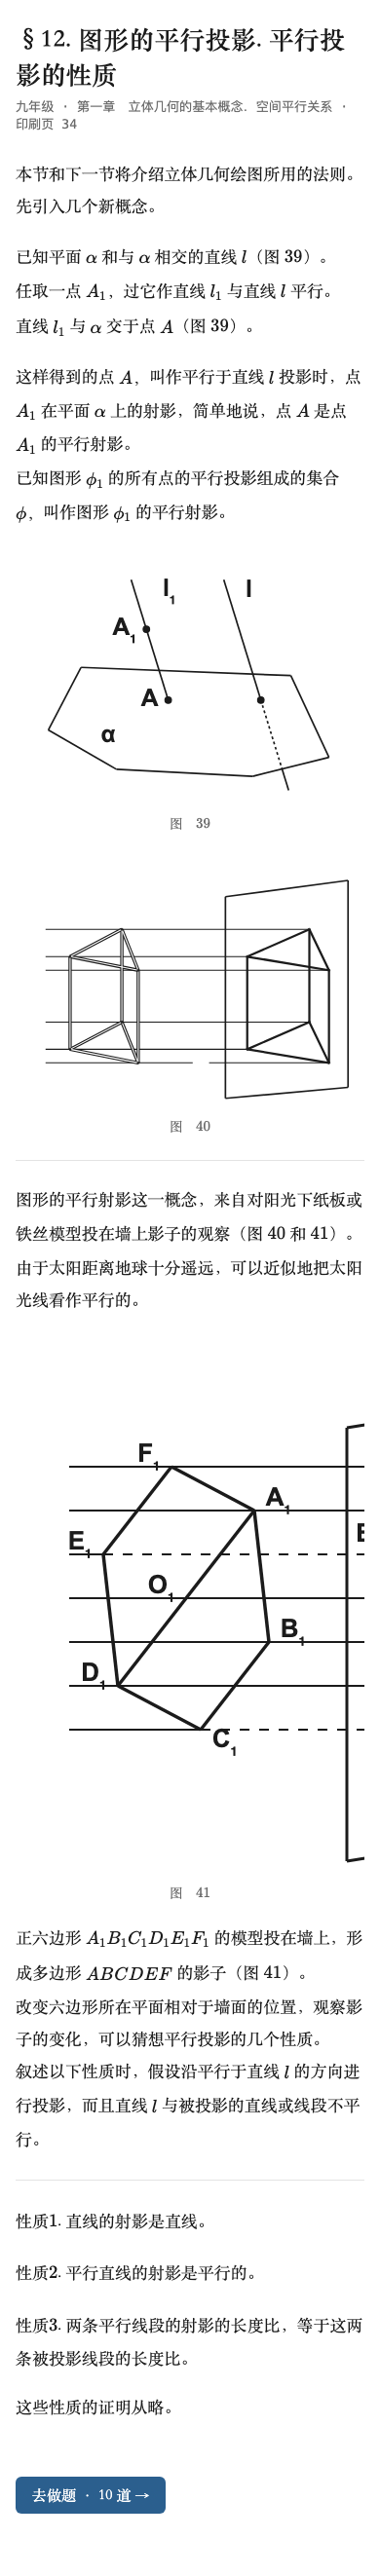 §12. 图形的平行投影. 平行投
影的性质
九年级 · 第一章 立体几何的基本概念. 空间平行关系 ·
印刷页 34
本节和下一节将介绍立体几何绘图所用的法则。
先引入几个新概念。
已知平面 α 和与 α 相交的直线 l（图 39）。
任取一点 A₁，过它作直线 l₁ 与直线 l 平行。
直线 l₁ 与 α 交于点 A（图 39）。
这样得到的点 A，叫作平行于直线 l 投影时，点
A₁ 在平面 α 上的射影，简单地说，点 A 是点
A₁ 的平行射影。
已知图形 ϕ₁ 的所有点的平行投影组成的集合
ϕ，叫作图形 ϕ₁ 的平行射影。
l₁ l
A₁
A
α
图 39
图 40
图形的平行射影这一概念，来自对阳光下纸板或
铁丝模型投在墙上影子的观察（图 40 和 41）。
由于太阳距离地球十分遥远，可以近似地把太阳
光线看作平行的。
F₁
A₁
E₁
O₁
B₁
D₁
C₁
图 41
正六边形 A₁B₁C₁D₁E₁F₁ 的模型投在墙上，形
成多边形 ABCDEF 的影子（图 41）。
改变六边形所在平面相对于墙面的位置，观察影
子的变化，可以猜想平行投影的几个性质。
叙述以下性质时，假设沿平行于直线 l 的方向进
行投影，而且直线 l 与被投影的直线或线段不平
行。
性质1. 直线的射影是直线。
性质2. 平行直线的射影是平行的。
性质3. 两条平行线段的射影的长度比，等于这两
条被投影线段的长度比。
这些性质的证明从略。
去做题 · 10 道 →